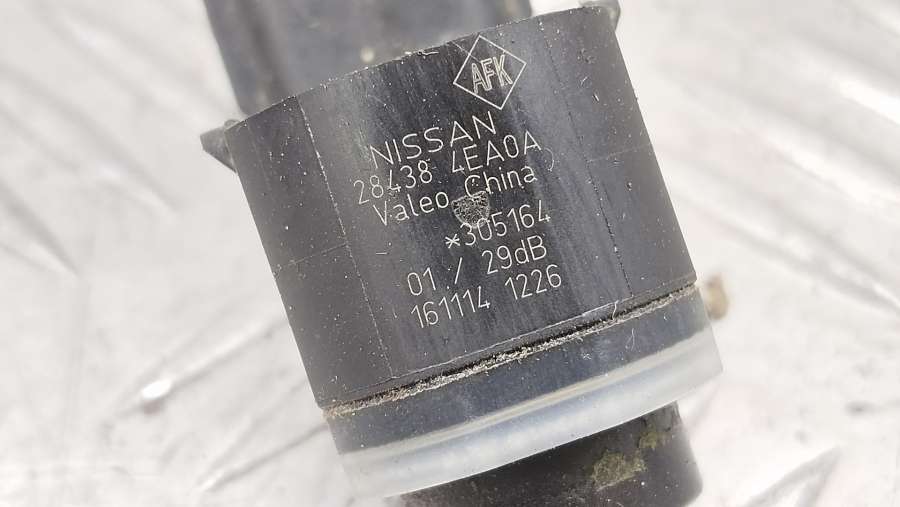 AFK
NISSAN
28438 4EA0A
Valeo China
*305164
01 / 29dB
161114 1226